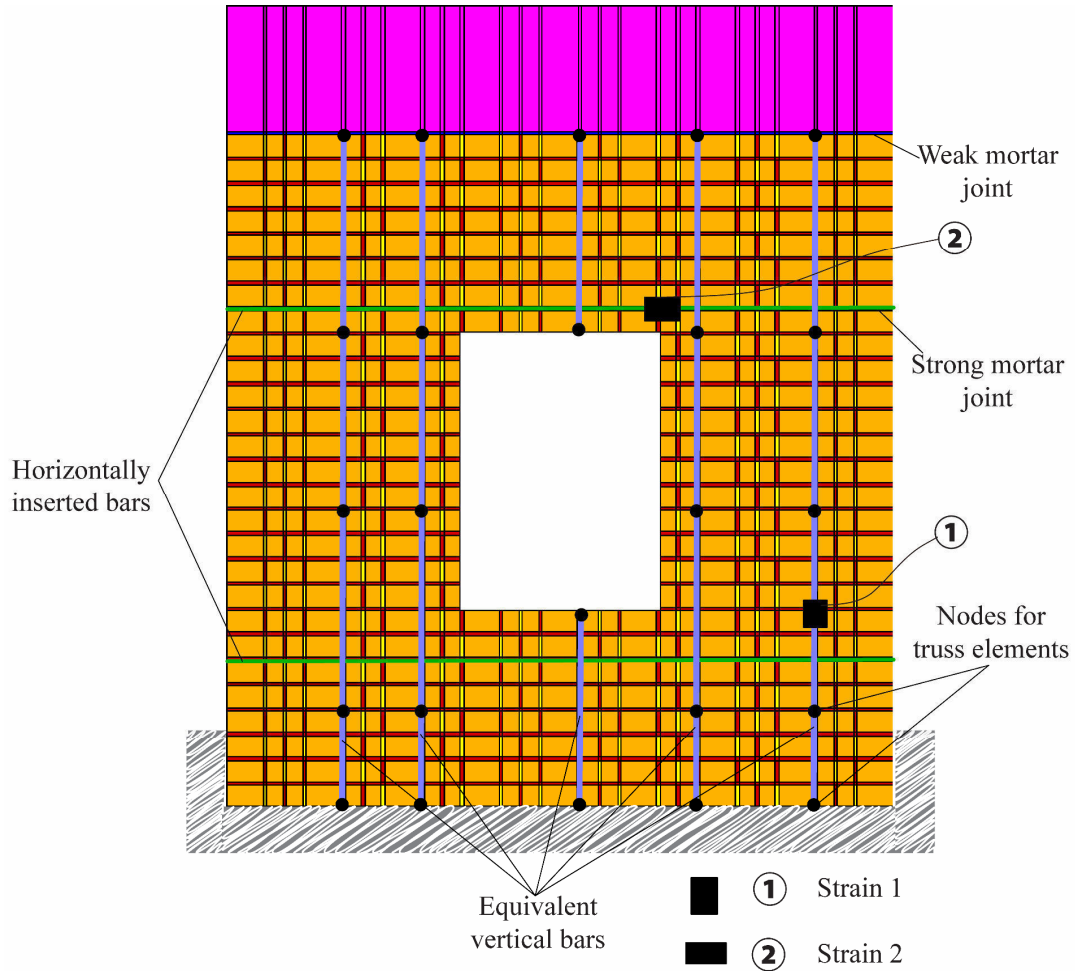 Weak mortar
joint
②
Strong mortar
joint
Horizontally
inserted bars
①
Nodes for
truss elements
Equivalent
vertical bars
① Strain 1
② Strain 2